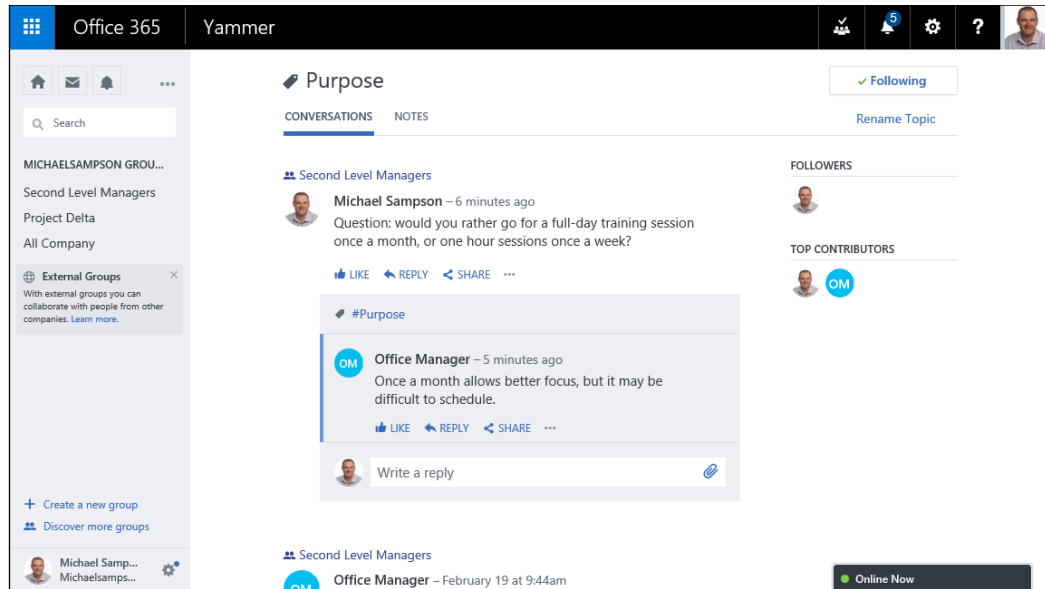 Office 365
Yammer
5
?
Search
MICHAELSAMPSON GROU...
Second Level Managers
Project Delta
All Company
External Groups
With external groups you can
collaborate with people from other
companies. Learn more.
+ Create a new group
Discover more groups
Michael Samp...
Michaelsamps...
Purpose
Following
CONVERSATIONS NOTES
Rename Topic
Second Level Managers
Michael Sampson – 6 minutes ago
Question: would you rather go for a full-day training session
once a month, or one hour sessions once a week?
LIKE REPLY SHARE ...
#Purpose
OM
Office Manager – 5 minutes ago
Once a month allows better focus, but it may be
difficult to schedule.
LIKE REPLY SHARE ...
Write a reply
Second Level Managers
OM
Office Manager – February 19 at 9:44am
FOLLOWERS
TOP CONTRIBUTORS
OM
Online Now